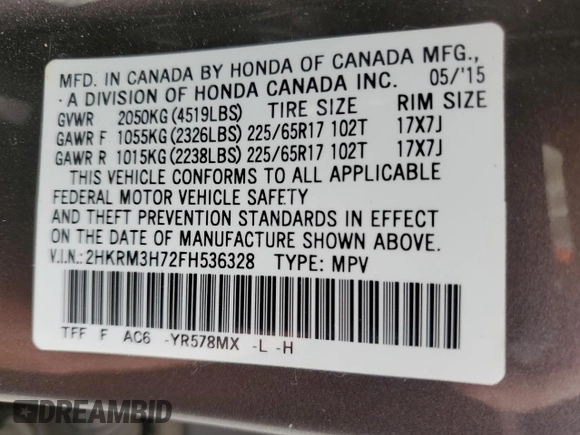 MFD. IN CANADA BY HONDA OF CANADA MFG.,
A DIVISION OF HONDA CANADA INC. 05/'15
GVWR 2050KG (4519LBS) TIRE SIZE RIM SIZE
GAWR F 1055KG (2326LBS) 225/65R17 102T 17X7J
GAWR R 1015KG (2238LBS) 225/65R17 102T 17X7J
THIS VEHICLE CONFORMS TO ALL APPLICABLE
FEDERAL MOTOR VEHICLE SAFETY
AND THEFT PREVENTION STANDARDS IN EFFECT
ON THE DATE OF MANUFACTURE SHOWN ABOVE.
V.I.N.: 2HKRM3H72FH536328 TYPE: MPV
TFF F AC6 -YR578MX -L -H
DREAMBID